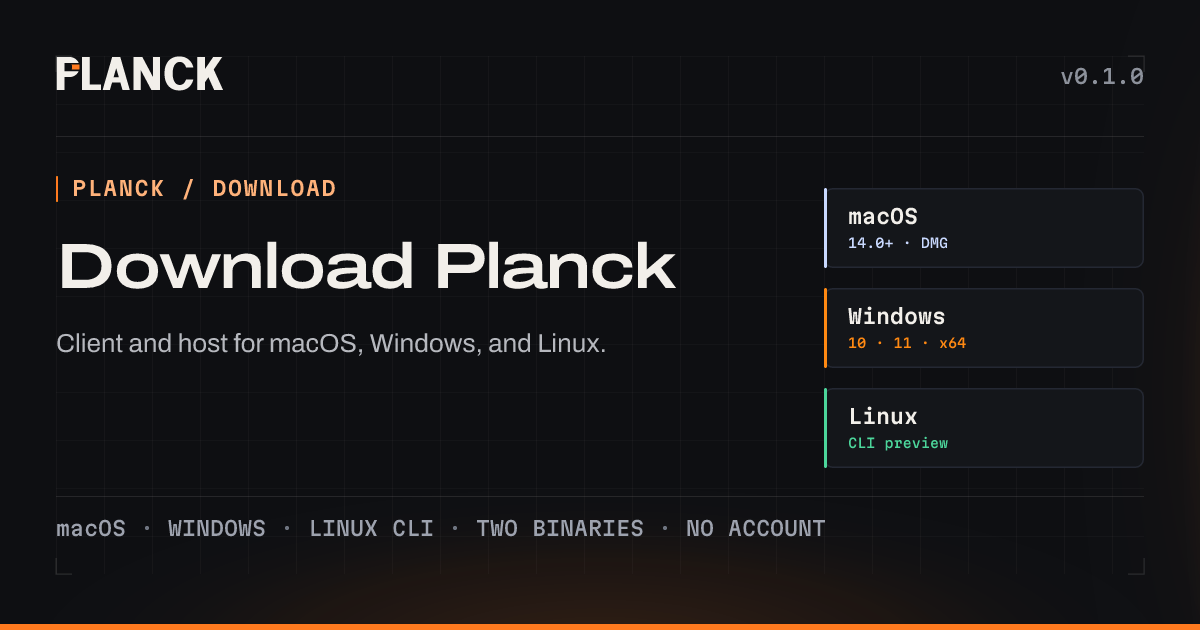 PLANCK
v0.1.0
PLANCK / DOWNLOAD
Download Planck
Client and host for macOS, Windows, and Linux.
macOS
14.0+ · DMG
Windows
10 · 11 · x64
Linux
CLI preview
macOS · WINDOWS · LINUX CLI · TWO BINARIES · NO ACCOUNT